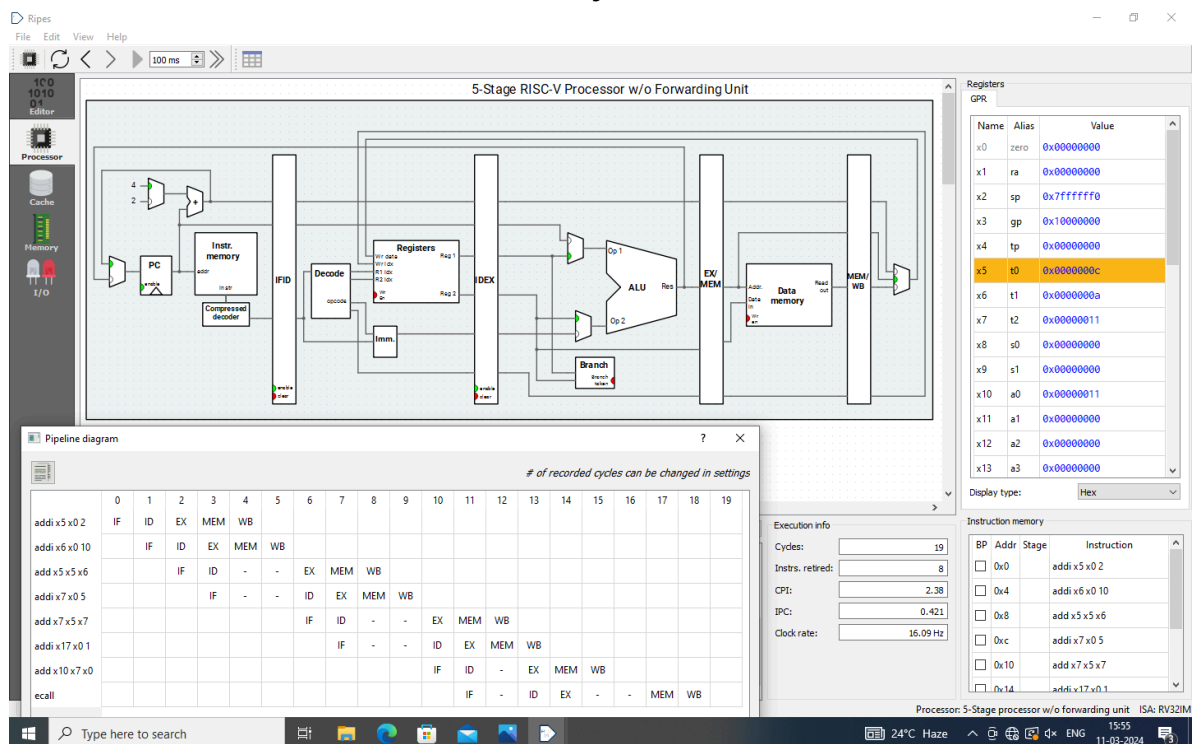 Ripes
File Edit View Help
100 ms
Editor
Processor
Cache
Memory
I/O
5-Stage RISC-V Processor w/o Forwarding Unit
4
2
+
PC
enable
Instr. memory
addr
instr
Compressed decoder
IFID
enable
clear
Decode
opcode
Registers
Wr data
Wr idx
R1 idx
R2 idx
Wr En
Reg 1
Reg 2
Imm.
IDEX
enable
clear
Op 1
ALU
Res
Op 2
Branch
Branch taken
EX/MEM
Addr.
Data in
Wr en
Data memory
Read out
MEM/WB
Pipeline diagram
# of recorded cycles can be changed in settings
0 1 2 3 4 5 6 7 8 9 10 11 12 13 14 15 16 17 18 19
addi x5 x0 2 IF ID EX MEM WB
addi x6 x0 10 IF ID EX MEM WB
add x5 x5 x6 IF ID - - EX MEM WB
addi x7 x0 5 IF - - ID EX MEM WB
add x7 x5 x7 IF ID - - EX MEM WB
addi x17 x0 1 IF - - ID EX MEM WB
add x10 x7 x0 IF ID - EX MEM WB
ecall IF - ID EX - - MEM WB
Execution info
Cycles: 19
Instrs. retired: 8
CPI: 2.38
IPC: 0.421
Clock rate: 16.09 Hz
Registers
GPR
Name Alias Value
x0 zero 0x00000000
x1 ra 0x00000000
x2 sp 0x7ffffff0
x3 gp 0x10000000
x4 tp 0x00000000
x5 t0 0x0000000c
x6 t1 0x0000000a
x7 t2 0x00000011
x8 s0 0x00000000
x9 s1 0x00000000
x10 a0 0x00000011
x11 a1 0x00000000
x12 a2 0x00000000
x13 a3 0x00000000
Display type: Hex
Instruction memory
BP Addr Stage Instruction
0x0 addi x5 x0 2
0x4 addi x6 x0 10
0x8 add x5 x5 x6
0xc addi x7 x0 5
0x10 add x7 x5 x7
0x14 addi x17 x0 1
Processor: 5-Stage processor w/o forwarding unit ISA: RV32IM
Type here to search
24°C Haze
ENG
15:55
11-03-2024
3